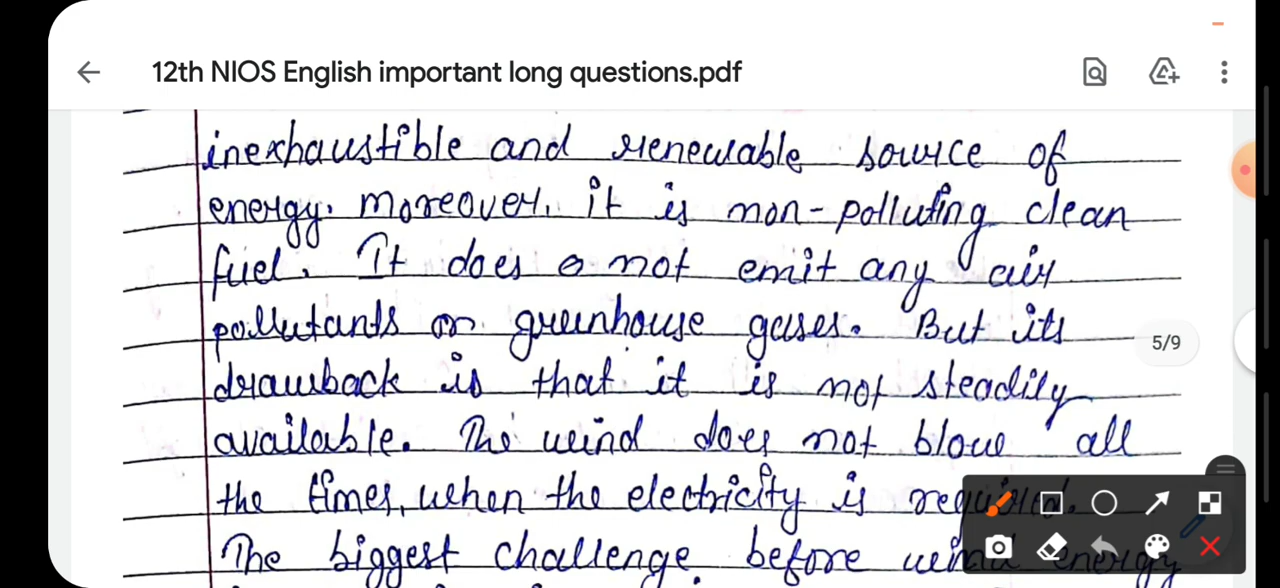 12th NIOS English important long questions.pdf
inexhaustible and renewable source of
energy. moreover, it is non-polluting clean
fuel. It does not emit any air
pollutants or greenhouse gases. But its
5/9
drawback is that it is not steadily
available. The wind does not blow all
the times, when the electricity is required.
The biggest challenge before wind energy